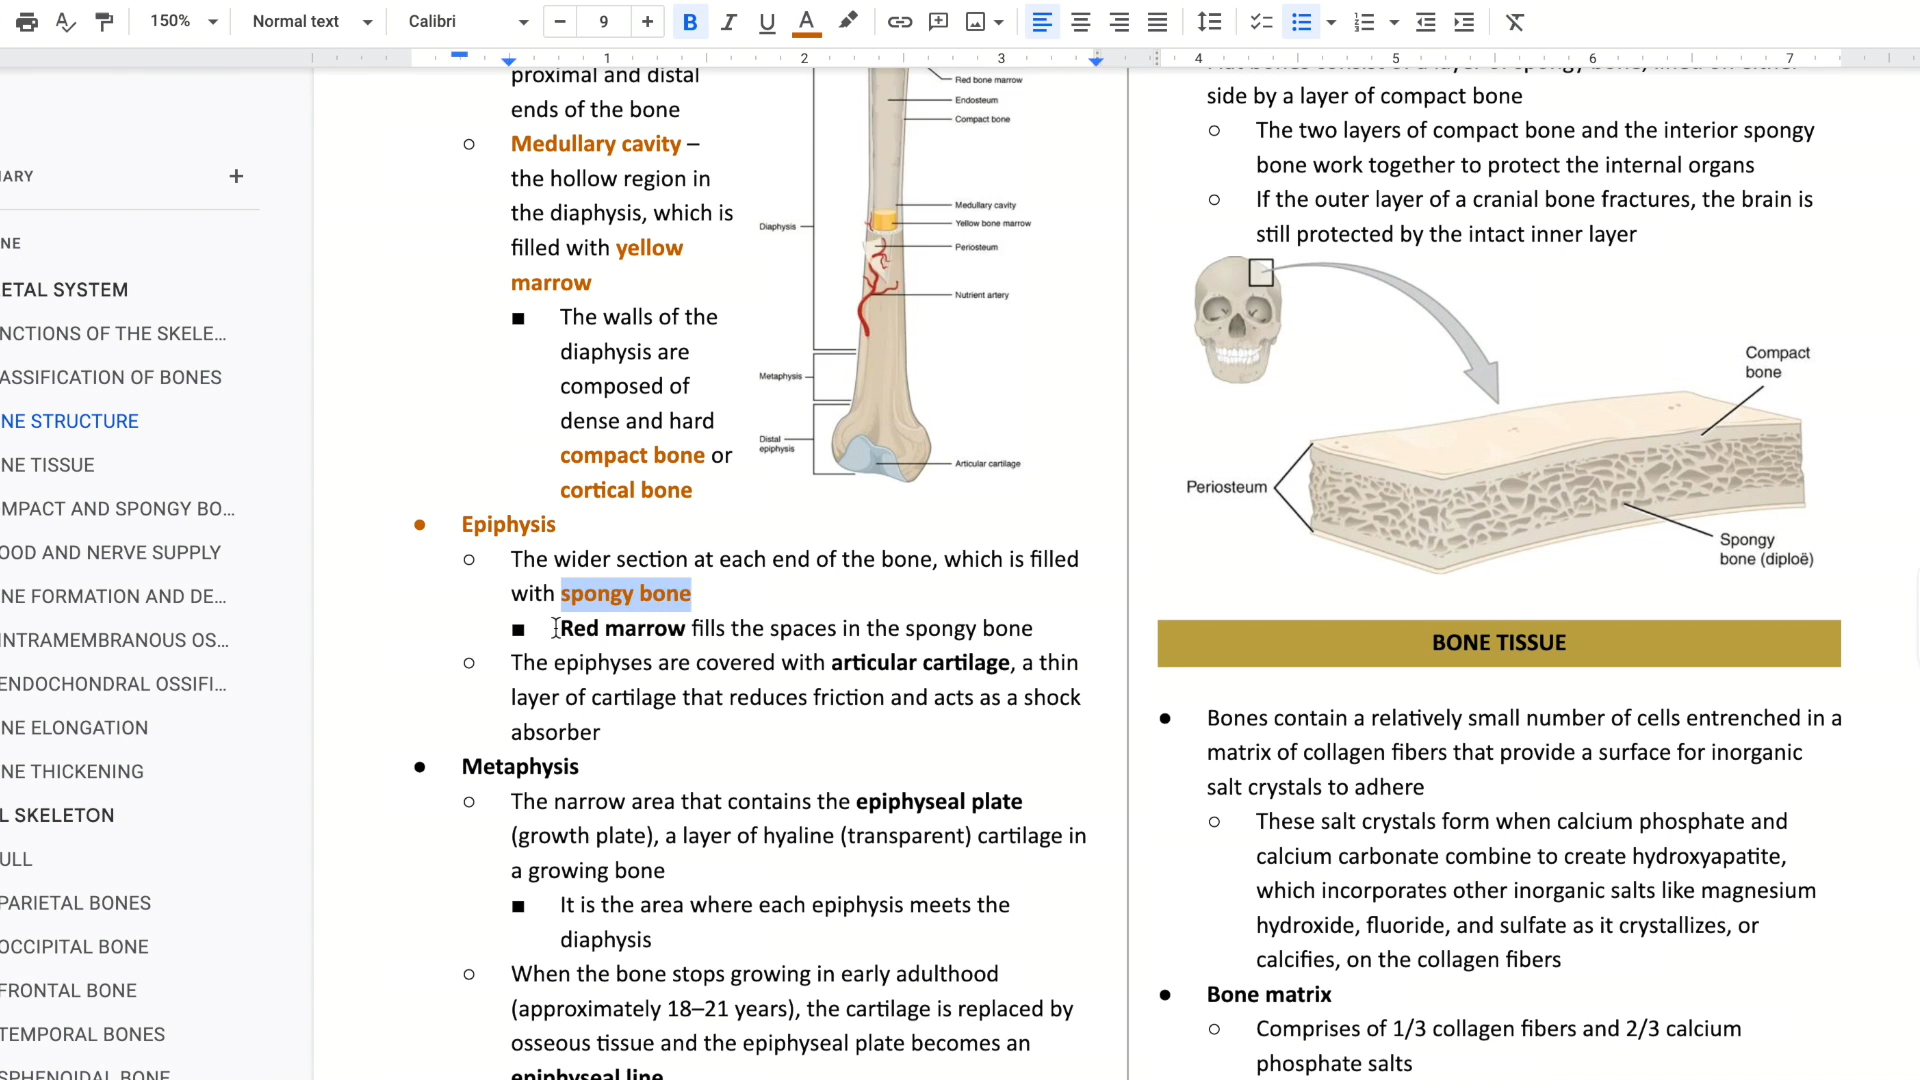 150%
Normal text
Calibri
9
B
I
U
A
1
2
3
4
5
6
7
IARY
NE
ETAL SYSTEM
NCTIONS OF THE SKELE...
ASSIFICATION OF BONES
NE STRUCTURE
NE TISSUE
MPACT AND SPONGY BO...
OOD AND NERVE SUPPLY
NE FORMATION AND DE...
INTRAMEMBRANOUS OS...
ENDOCHONDRAL OSSIFI...
NE ELONGATION
NE THICKENING
L SKELETON
ULL
PARIETAL BONES
OCCIPITAL BONE
FRONTAL BONE
TEMPORAL BONES
SPHENOIDAL BONE
proximal and distal
ends of the bone
○ Medullary cavity –
the hollow region in
the diaphysis, which is
filled with yellow
marrow
■ The walls of the
diaphysis are
composed of
dense and hard
compact bone or
cortical bone
Red bone marrow
Endosteum
Compact bone
Medullary cavity
Yellow bone marrow
Diaphysis
Periosteum
Nutrient artery
Metaphysis
Distal
epiphysis
Articular cartilage
● Epiphysis
○ The wider section at each end of the bone, which is filled
with spongy bone
■ Red marrow fills the spaces in the spongy bone
○ The epiphyses are covered with articular cartilage, a thin
layer of cartilage that reduces friction and acts as a shock
absorber
● Metaphysis
○ The narrow area that contains the epiphyseal plate
(growth plate), a layer of hyaline (transparent) cartilage in
a growing bone
■ It is the area where each epiphysis meets the
diaphysis
○ When the bone stops growing in early adulthood
(approximately 18–21 years), the cartilage is replaced by
osseous tissue and the epiphyseal plate becomes an
epiphyseal line
side by a layer of compact bone
○ The two layers of compact bone and the interior spongy
bone work together to protect the internal organs
○ If the outer layer of a cranial bone fractures, the brain is
still protected by the intact inner layer
Compact
bone
Periosteum
Spongy
bone (diploë)
BONE TISSUE
● Bones contain a relatively small number of cells entrenched in a
matrix of collagen fibers that provide a surface for inorganic
salt crystals to adhere
○ These salt crystals form when calcium phosphate and
calcium carbonate combine to create hydroxyapatite,
which incorporates other inorganic salts like magnesium
hydroxide, fluoride, and sulfate as it crystallizes, or
calcifies, on the collagen fibers
● Bone matrix
○ Comprises of 1/3 collagen fibers and 2/3 calcium
phosphate salts